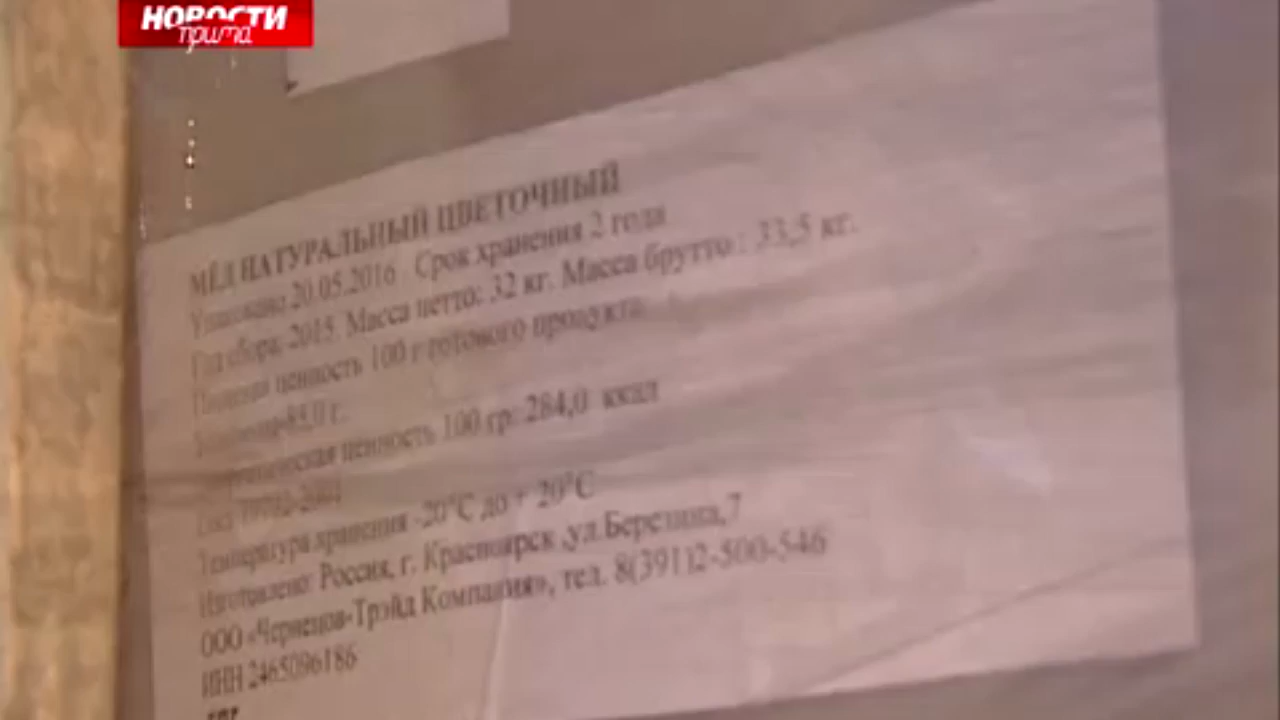 НОВОСТИ
прима
МЁД НАТУРАЛЬНЫЙ ЦВЕТОЧНЫЙ
Упаковано 20.05.2016 Срок хранения 2 года
Год сбора: 2015. Масса нетто: 32 кг. Масса брутто : 33,5 кг.
Пищевая ценность 100 г готового продукта:
85,0 г.
ценность 100 гр: 284,0 ккал
Температура хранения -20°С до + 20°С
Изготовлено: Россия, г. Красноярск ,ул.Березина,7
ООО «Чернецов-Трэйд Компания», тел. 8(391)2-500-546
ИНН 2465096186